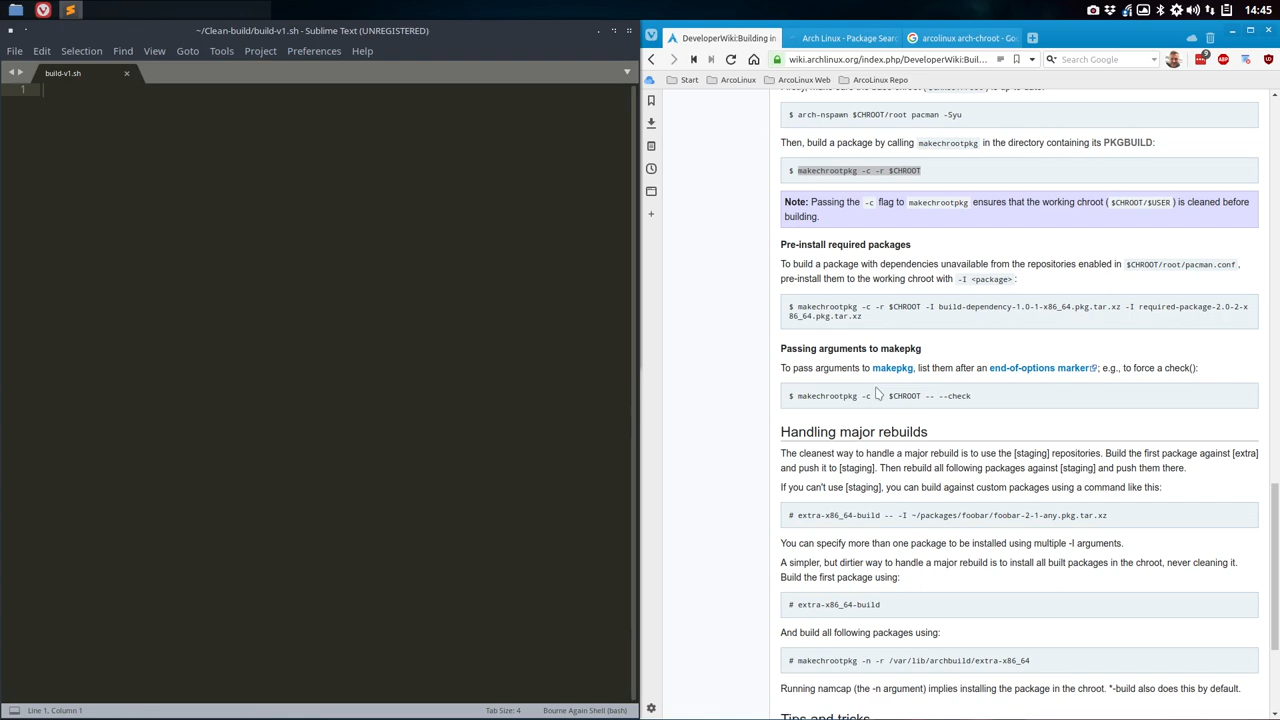 14:45
~/Clean-build/build-v1.sh - Sublime Text (UNREGISTERED)
File Edit Selection Find View Goto Tools Project Preferences Help
build-v1.sh
1
Line 1, Column 1
Tab Size: 4
Bourne Again Shell (bash)
DeveloperWiki:Building in
Arch Linux - Package Sear
arcolinux arch-chroot - Go
wiki.archlinux.org/index.php/DeveloperWiki:Buil...
Search Google
Start ArcoLinux ArcoLinux Web ArcoLinux Repo
$ arch-nspawn $CHROOT/root pacman -Syu
Then, build a package by calling makechrootpkg in the directory containing its PKGBUILD:
$ makechrootpkg -c -r $CHROOT
Note: Passing the -c flag to makechrootpkg ensures that the working chroot ( $CHROOT/$USER ) is cleaned before
building.
Pre-install required packages
To build a package with dependencies unavailable from the repositories enabled in $CHROOT/root/pacman.conf,
pre-install them to the working chroot with -I <package>:
$ makechrootpkg -c -r $CHROOT -I build-dependency-1.0-1-x86_64.pkg.tar.xz -I required-package-2.0-2-x
86_64.pkg.tar.xz
Passing arguments to makepkg
To pass arguments to makepkg, list them after an end-of-options marker; e.g., to force a check():
$ makechrootpkg -c $CHROOT -- --check
Handling major rebuilds
The cleanest way to handle a major rebuild is to use the [staging] repositories. Build the first package against [extra]
and push it to [staging]. Then rebuild all following packages against [staging] and push them there.
If you can't use [staging], you can build against custom packages using a command like this:
# extra-x86_64-build -- -I ~/packages/foobar/foobar-2-1-any.pkg.tar.xz
You can specify more than one package to be installed using multiple -I arguments.
A simpler, but dirtier way to handle a major rebuild is to install all built packages in the chroot, never cleaning it.
Build the first package using:
# extra-x86_64-build
And build all following packages using:
# makechrootpkg -n -r /var/lib/archbuild/extra-x86_64
Running namcap (the -n argument) implies installing the package in the chroot. *-build also does this by default.
Tips and tricks